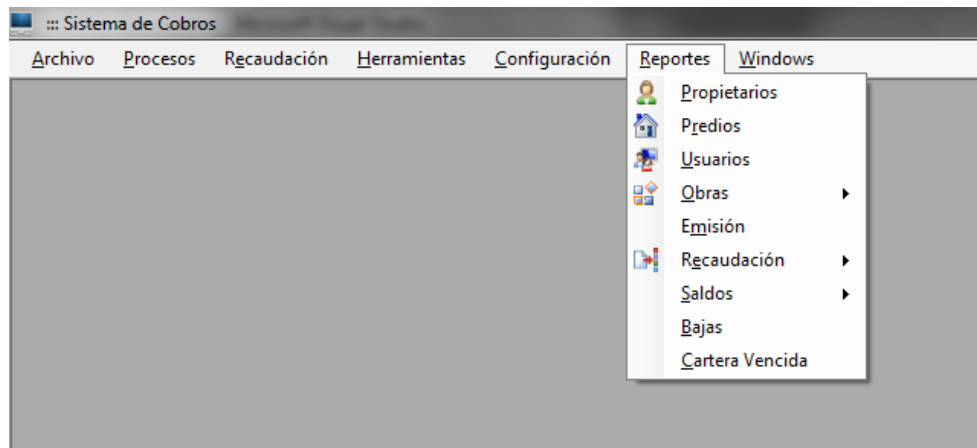 ::: Sistema de Cobros
Archivo Procesos Recaudación Herramientas Configuración Reportes Windows
Propietarios
Predios
Usuarios
Obras
Emisión
Recaudación
Saldos
Bajas
Cartera Vencida